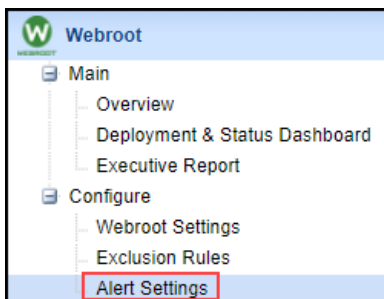 W
WEBROOT
Webroot
Main
Overview
Deployment & Status Dashboard
Executive Report
Configure
Webroot Settings
Exclusion Rules
Alert Settings